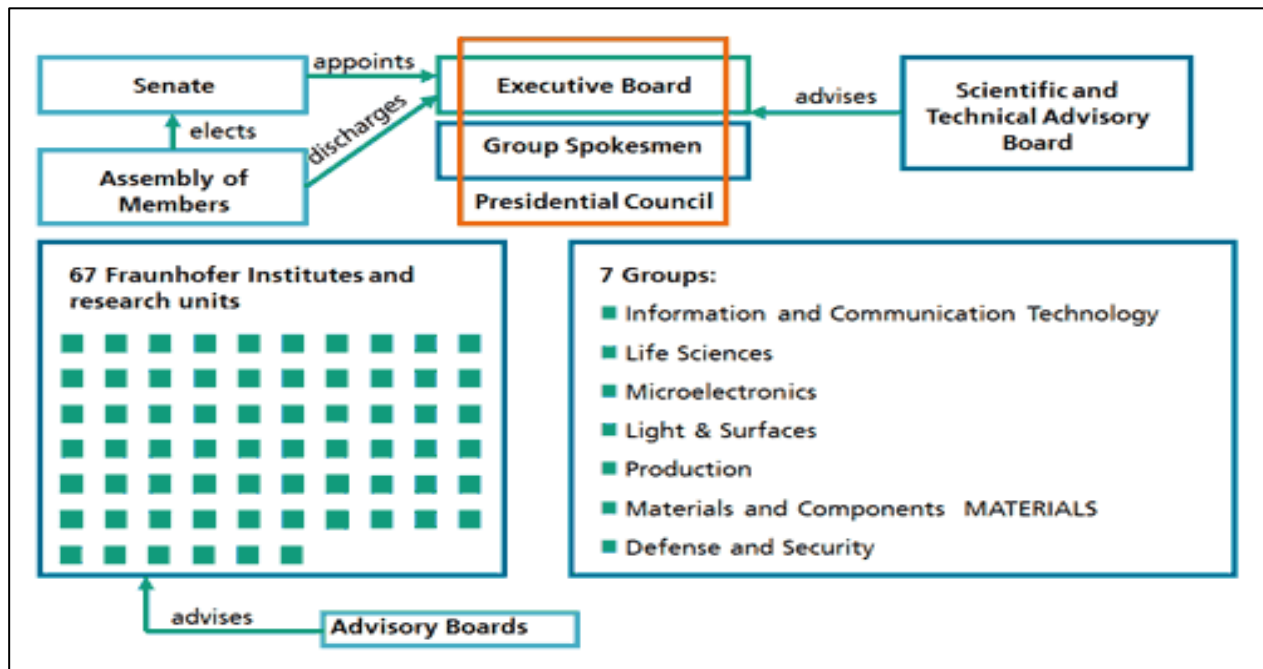 Senate
appoints
Executive Board
advises
Scientific and
Technical Advisory
Board
elects
discharges
Group Spokesmen
Assembly of
Members
Presidential Council
67 Fraunhofer Institutes and
research units
7 Groups:
Information and Communication Technology
Life Sciences
Microelectronics
Light & Surfaces
Production
Materials and Components MATERIALS
Defense and Security
advises
Advisory Boards